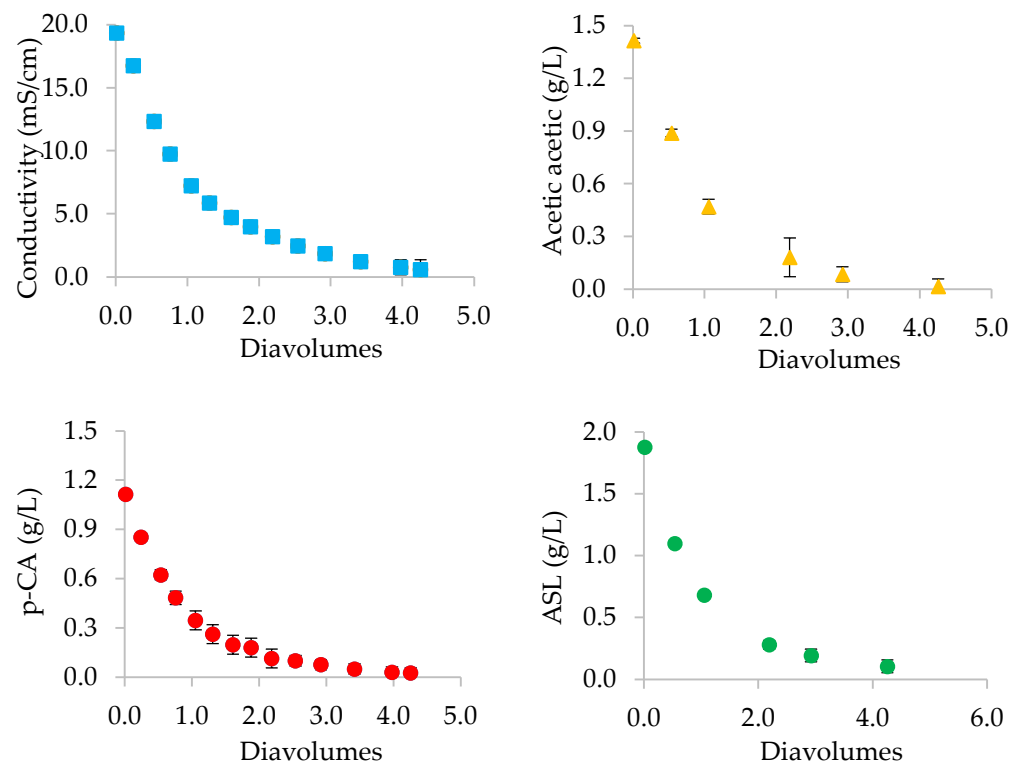 Conductivity (mS/cm)
20.0
15.0
10.0
5.0
0.0
0.0 1.0 2.0 3.0 4.0 5.0
Diavolumes
Acetic acetic (g/L)
1.5
1.2
0.9
0.6
0.3
0.0
0.0 1.0 2.0 3.0 4.0 5.0
Diavolumes
p-CA (g/L)
1.5
1.2
0.9
0.6
0.3
0.0
0.0 1.0 2.0 3.0 4.0 5.0
Diavolumes
ASL (g/L)
2.0
1.5
1.0
0.5
0.0
0.0 2.0 4.0 6.0
Diavolumes